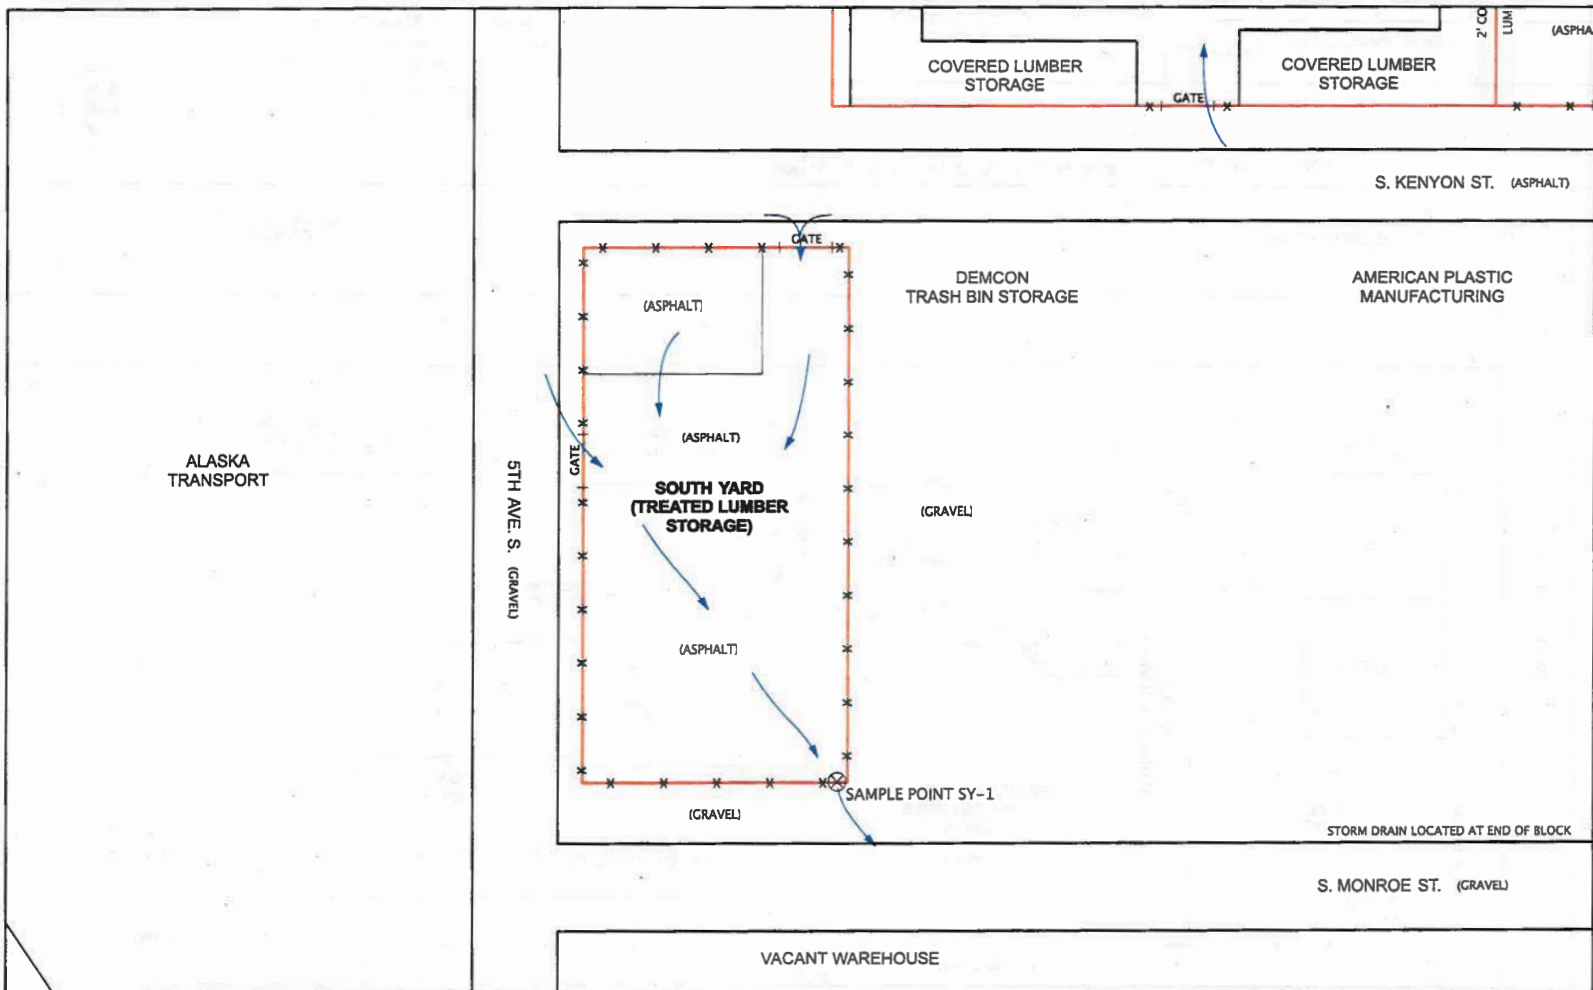 COVERED LUMBER
STORAGE
GATE
COVERED LUMBER
STORAGE
2' CO
LUM
(ASPHA
S. KENYON ST. (ASPHALT)
GATE
(ASPHALT)
DEMCON
TRASH BIN STORAGE
AMERICAN PLASTIC
MANUFACTURING
(ASPHALT)
GATE
ALASKA
TRANSPORT
5TH AVE. S. (GRAVEL)
SOUTH YARD
(TREATED LUMBER
STORAGE)
(GRAVEL)
(ASPHALT)
SAMPLE POINT SY-1
(GRAVEL)
STORM DRAIN LOCATED AT END OF BLOCK
S. MONROE ST. (GRAVEL)
VACANT WAREHOUSE